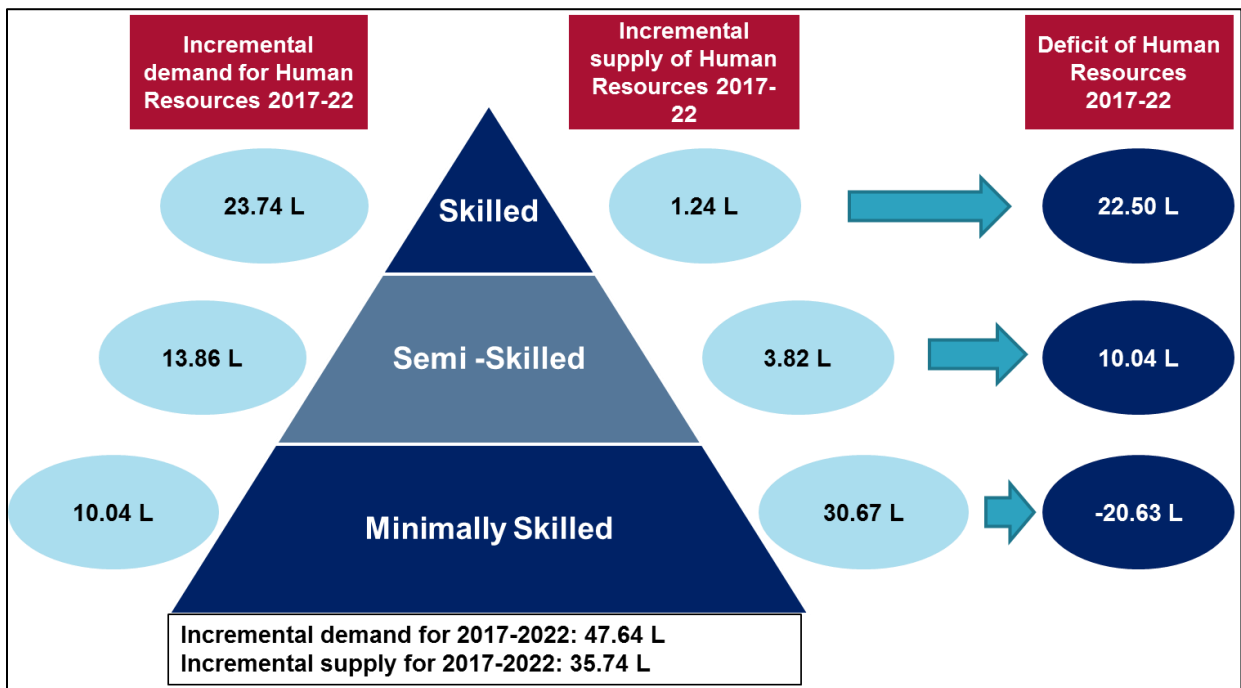 Incremental
demand for Human
Resources 2017-22
Incremental
supply of Human
Resources 2017-
22
Deficit of Human
Resources
2017-22
23.74 L
Skilled
1.24 L
22.50 L
13.86 L
Semi -Skilled
3.82 L
10.04 L
10.04 L
Minimally Skilled
30.67 L
-20.63 L
Incremental demand for 2017-2022: 47.64 L
Incremental supply for 2017-2022: 35.74 L